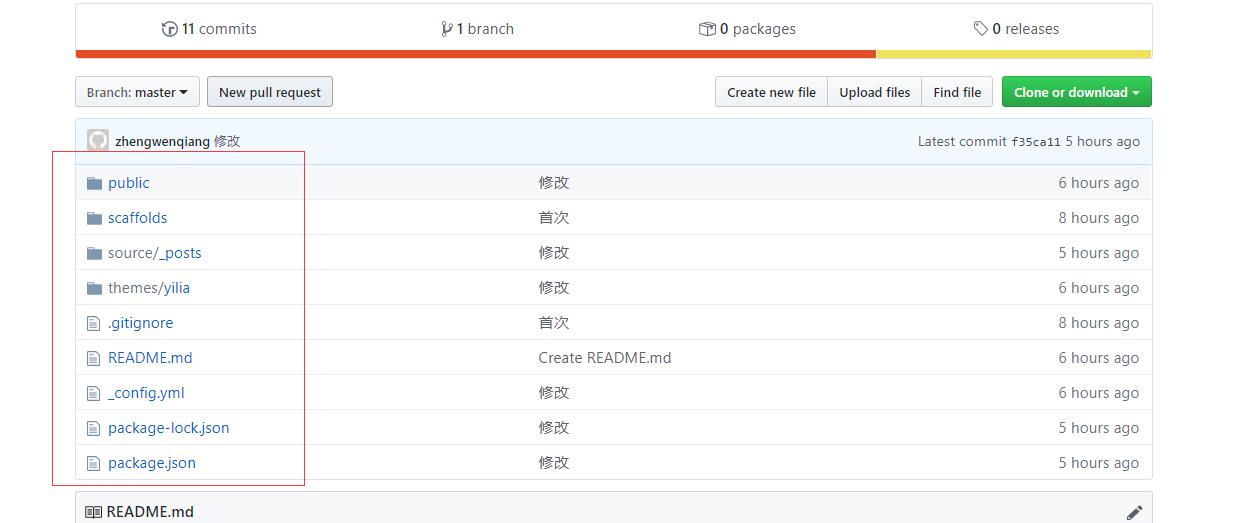 11 commits 1 branch 0 packages 0 releases
Branch: master New pull request Create new file Upload files Find file Clone or download
zhengwenqiang 修改 Latest commit f35ca11 5 hours ago
public 修改 6 hours ago
scaffolds 首次 8 hours ago
source/_posts 修改 5 hours ago
themes/yilia 修改 6 hours ago
.gitignore 首次 8 hours ago
README.md Create README.md 6 hours ago
_config.yml 修改 6 hours ago
package-lock.json 修改 5 hours ago
package.json 修改 5 hours ago
README.md